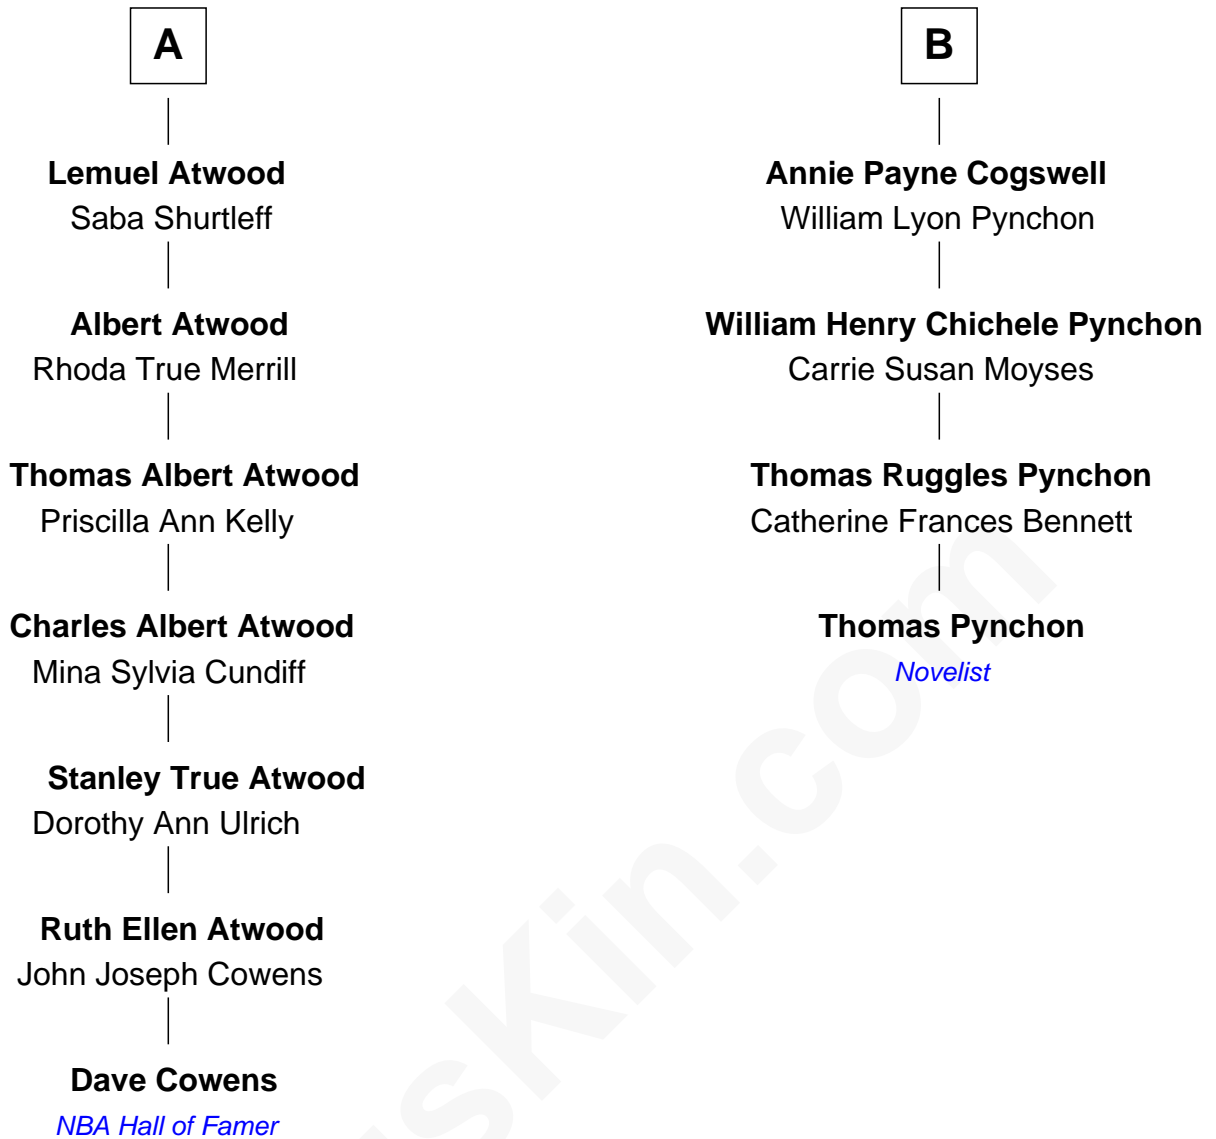 A
Lemuel Atwood
Saba Shurtleff
Albert Atwood
Rhoda True Merrill
Thomas Albert Atwood
Priscilla Ann Kelly
Charles Albert Atwood
Mina Sylvia Cundiff
Stanley True Atwood
Dorothy Ann Ulrich
Ruth Ellen Atwood
John Joseph Cowens
Dave Cowens
NBA Hall of Famer
B
Annie Payne Cogswell
William Lyon Pynchon
William Henry Chichele Pynchon
Carrie Susan Moyses
Thomas Ruggles Pynchon
Catherine Frances Bennett
Thomas Pynchon
Novelist